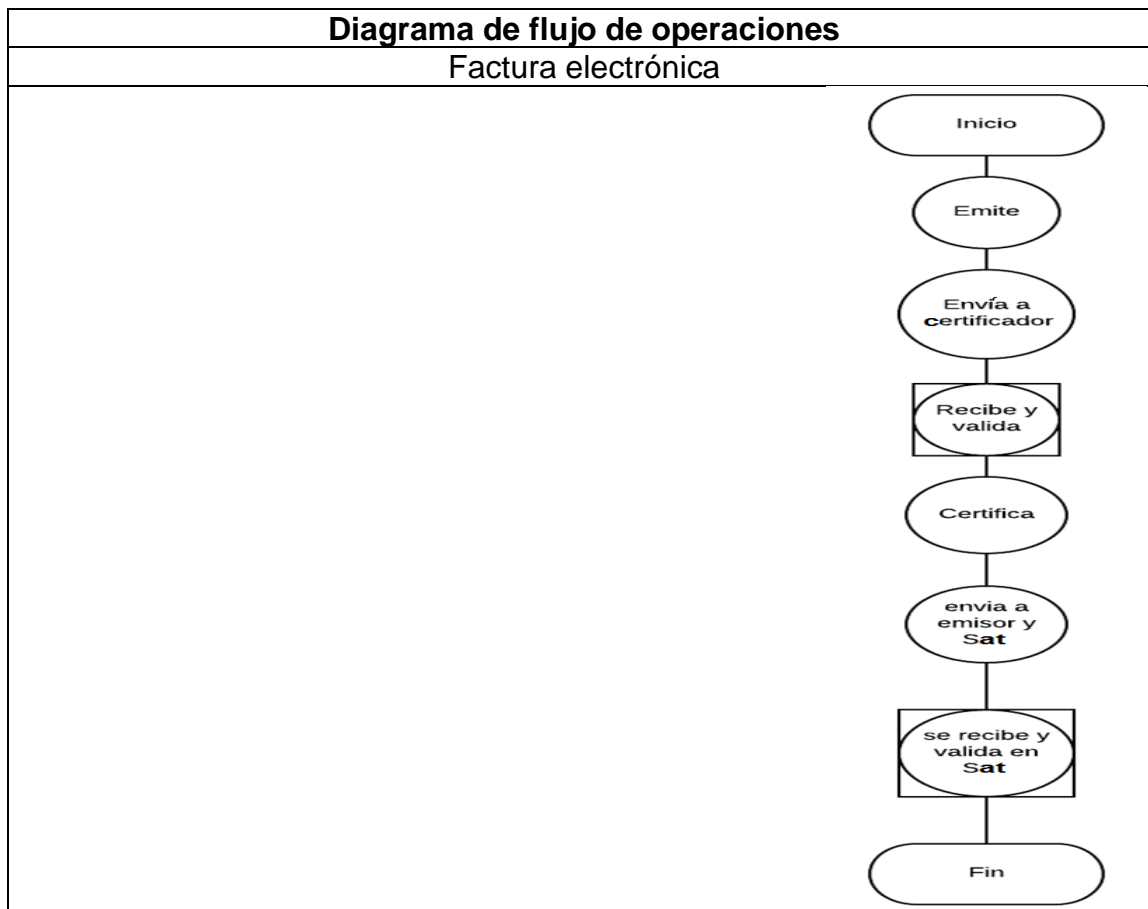 Diagrama de flujo de operaciones
Factura electrónica
Inicio
Emite
Envía a
certificador
Recibe y
valida
Certifica
envia a
emisor y
Sat
se recibe y
valida en
Sat
Fin